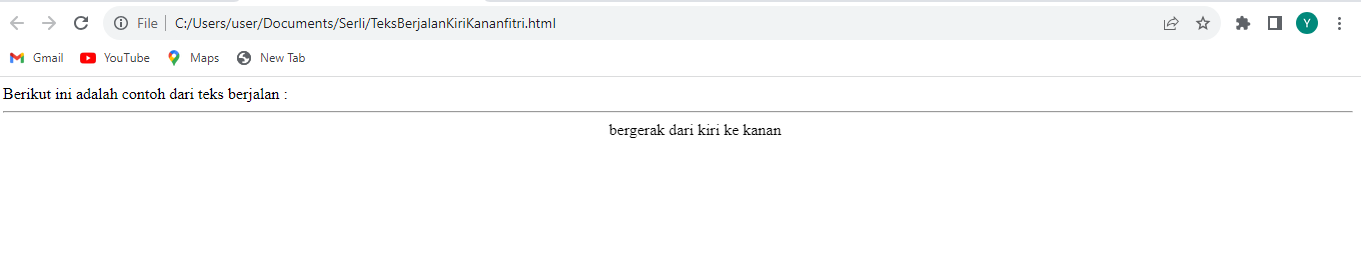 File | C:/Users/user/Documents/Serli/TeksBerjalanKiriKananfitri.html
Y
Gmail YouTube Maps New Tab
Berikut ini adalah contoh dari teks berjalan :
bergerak dari kiri ke kanan